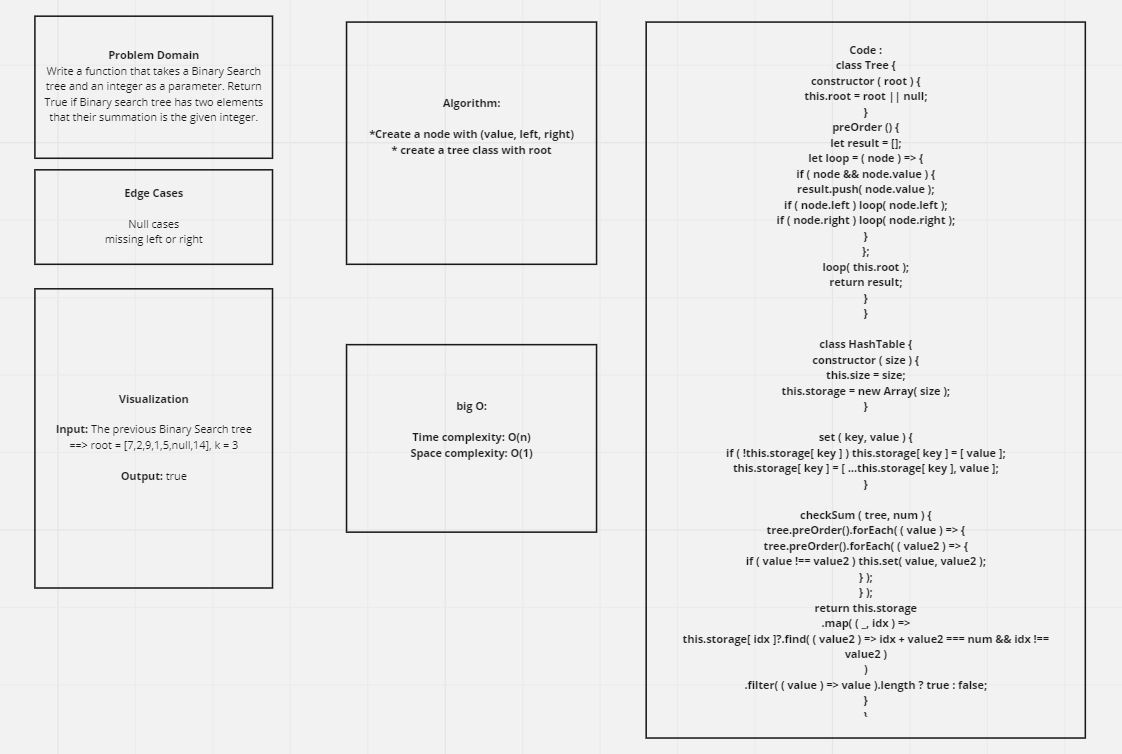 Problem Domain
Write a function that takes a Binary Search
tree and an integer as a parameter. Return
True if Binary search tree has two elements
that their summation is the given integer.
Edge Cases
Null cases
missing left or right
Visualization
Input: The previous Binary Search tree
==> root = [7,2,9,1,5,null,14], k = 3
Output: true
Algorithm:
*Create a node with (value, left, right)
* create a tree class with root
big O:
Time complexity: O(n)
Space complexity: O(1)
Code :
class Tree {
constructor ( root ) {
this.root = root || null;
}
preOrder () {
let result = [];
let loop = ( node ) => {
if ( node && node.value ) {
result.push( node.value );
if ( node.left ) loop( node.left );
if ( node.right ) loop( node.right );
}
};
loop( this.root );
return result;
}
}
class HashTable {
constructor ( size ) {
this.size = size;
this.storage = new Array( size );
}
set ( key, value ) {
if ( !this.storage[ key ] ) this.storage[ key ] = [ value ];
this.storage[ key ] = [ ...this.storage[ key ], value ];
}
checkSum ( tree, num ) {
tree.preOrder().forEach( ( value ) => {
tree.preOrder().forEach( ( value2 ) => {
if ( value !== value2 ) this.set( value, value2 );
} );
} );
return this.storage
.map( ( _, idx ) =>
this.storage[ idx ]?.find( ( value2 ) => idx + value2 === num && idx !==
value2 )
)
.filter( ( value ) => value ).length ? true : false;
}
}